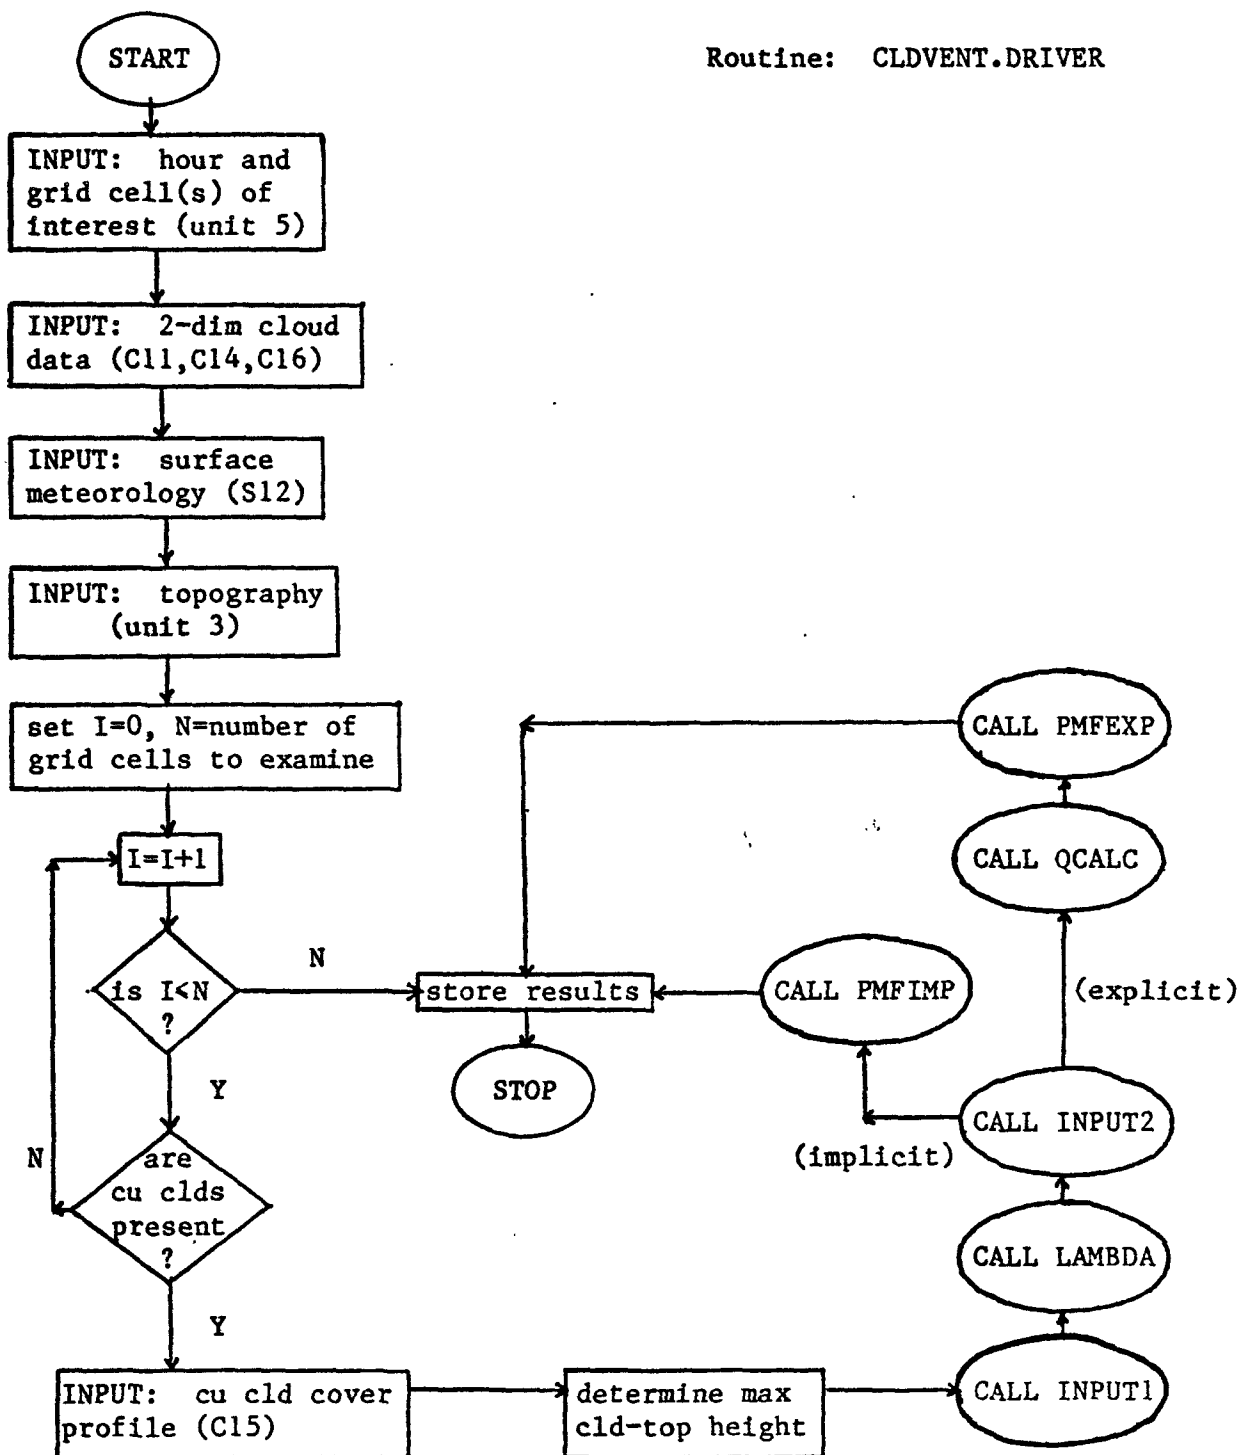 START
Routine: CLDVENT.DRIVER
INPUT: hour and
grid cell(s) of
interest (unit 5)
INPUT: 2-dim cloud
data (C11,C14,C16)
INPUT: surface
meteorology (S12)
INPUT: topography
(unit 3)
set I=0, N=number of
grid cells to examine
I=I+1
is I<N
?
N
Y
are
cu clds
present
?
N
Y
INPUT: cu cld cover
profile (C15)
determine max
cld-top height
CALL INPUT1
CALL LAMBDA
CALL INPUT2
(implicit)
(explicit)
CALL PMFIMP
CALL QCALC
CALL PMFEXP
store results
STOP